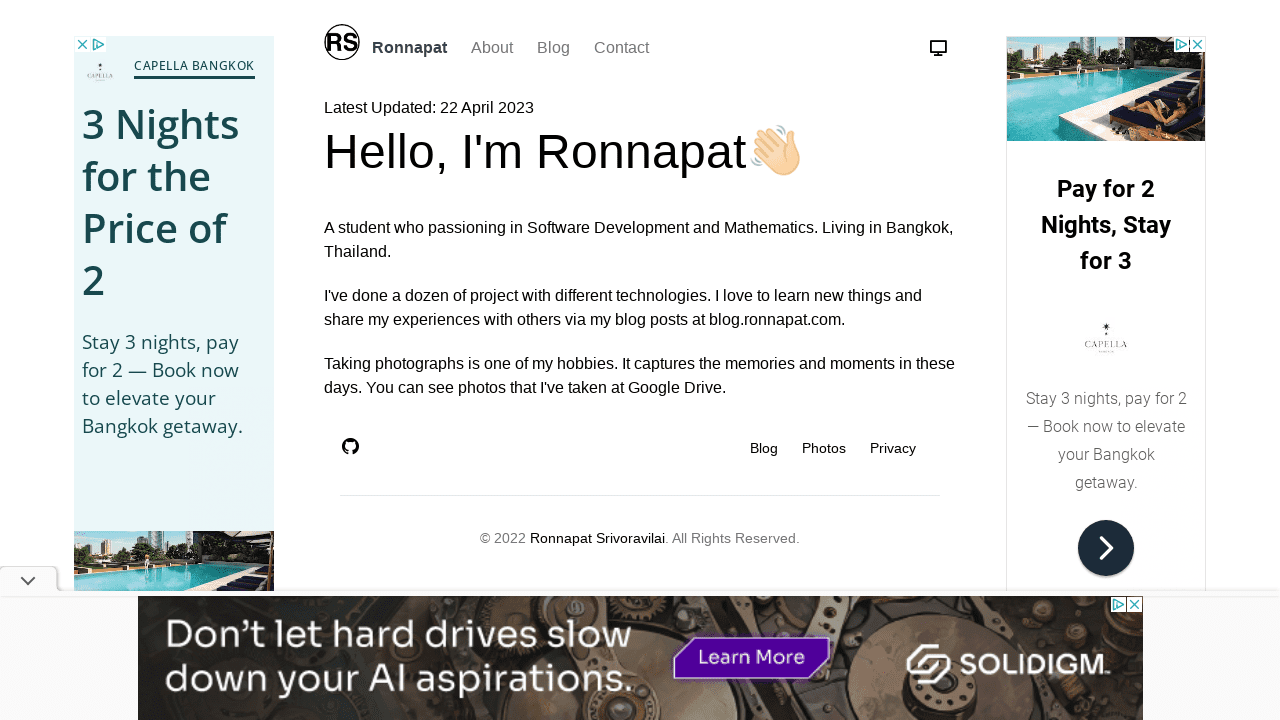 RS
Ronnapat
About
Blog
Contact
CAPELLA BANGKOK
CAPELLA
3 Nights
for the
Price of
2
Stay 3 nights, pay
for 2 — Book now
to elevate your
Bangkok getaway.
Latest Updated: 22 April 2023
Hello, I'm Ronnapat👋
A student who passioning in Software Development and Mathematics. Living in Bangkok,
Thailand.
I've done a dozen of project with different technologies. I love to learn new things and
share my experiences with others via my blog posts at blog.ronnapat.com.
Taking photographs is one of my hobbies. It captures the memories and moments in these
days. You can see photos that I've taken at Google Drive.
Blog
Photos
Privacy
© 2022 Ronnapat Srivoravilai. All Rights Reserved.
Pay for 2
Nights, Stay
for 3
CAPELLA
Stay 3 nights, pay for 2
— Book now to elevate
your Bangkok
getaway.
Don't let hard drives slow
down your AI aspirations.
Learn More
SOLIDIGM